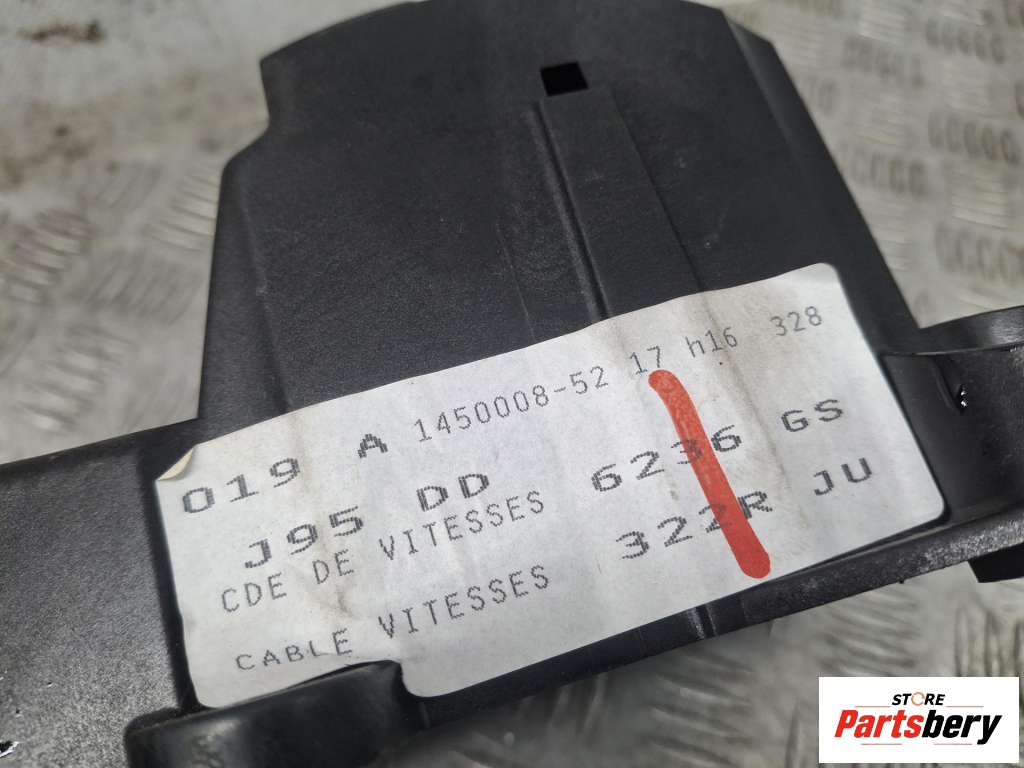 019 A 1450008-52 17 h16 328
J95 DD 6236 GS
CDE DE VITESSES 322R JU
CABLE VITESSES
STORE
Partsbery